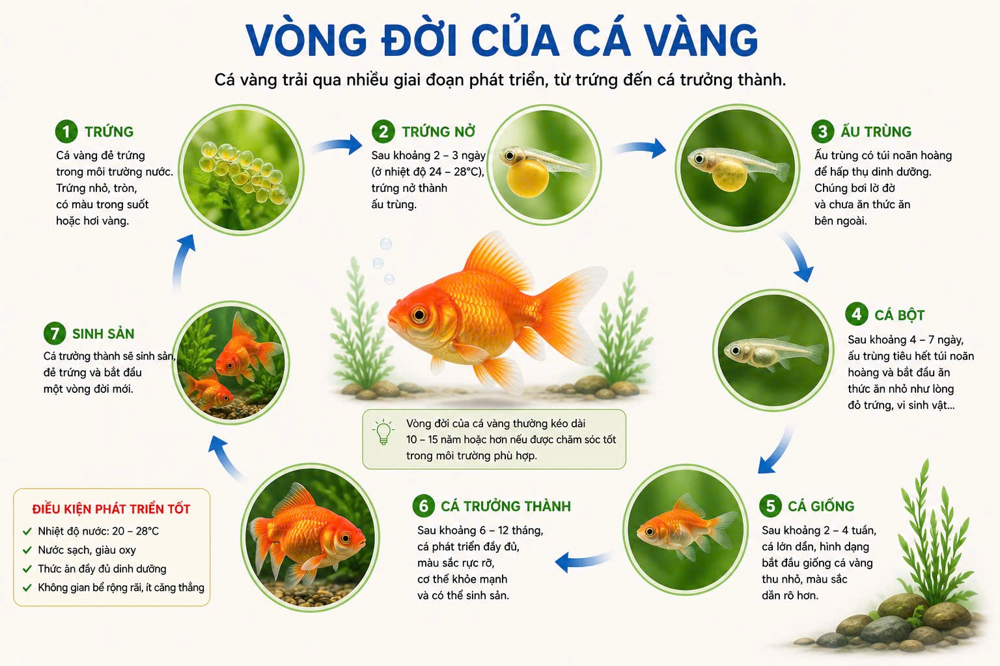 VÒNG ĐỜI CỦA CÁ VÀNG
Cá vàng trải qua nhiều giai đoạn phát triển, từ trứng đến cá trưởng thành.
1 TRỨNG
Cá vàng đẻ trứng
trong môi trường nước.
Trứng nhỏ, tròn,
có màu trong suốt
hoặc hơi vàng.
2 TRỨNG NỞ
Sau khoảng 2 – 3 ngày
(ở nhiệt độ 24 – 28°C),
trứng nở thành
ấu trùng.
3 ẤU TRÙNG
Ấu trùng có túi noãn hoàng
để hấp thụ dinh dưỡng.
Chúng bơi lờ đờ
và chưa ăn thức ăn
bên ngoài.
4 CÁ BỘT
Sau khoảng 4 – 7 ngày,
ấu trùng tiêu hết túi noãn
hoàng và bắt đầu ăn
thức ăn nhỏ như lòng
đỏ trứng, vi sinh vật...
5 CÁ GIỐNG
Sau khoảng 2 – 4 tuần,
cá lớn dần, hình dạng
bắt đầu giống cá vàng
thu nhỏ, màu sắc
dần rõ hơn.
6 CÁ TRƯỞNG THÀNH
Sau khoảng 6 – 12 tháng,
cá phát triển đầy đủ,
màu sắc rực rỡ,
cơ thể khỏe mạnh
và có thể sinh sản.
7 SINH SẢN
Cá trưởng thành sẽ sinh sản,
đẻ trứng và bắt đầu
một vòng đời mới.
Vòng đời của cá vàng thường kéo dài
10 – 15 năm hoặc hơn nếu được chăm sóc tốt
trong môi trường phù hợp.
ĐIỀU KIỆN PHÁT TRIỂN TỐT
Nhiệt độ nước: 20 – 28°C
Nước sạch, giàu oxy
Thức ăn đầy đủ dinh dưỡng
Không gian bể rộng rãi, ít căng thẳng